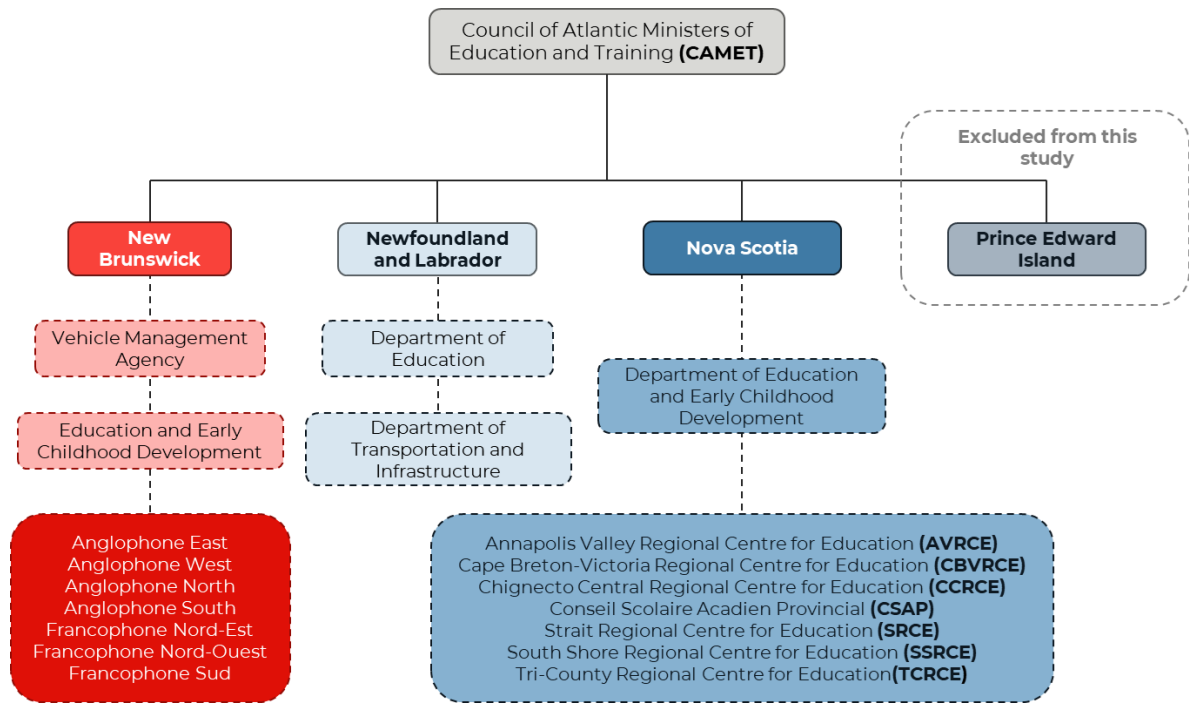 Council of Atlantic Ministers of
Education and Training (CAMET)
Excluded from this
study
New
Brunswick
Newfoundland
and Labrador
Nova Scotia
Prince Edward
Island
Vehicle Management
Agency
Department of
Education
Department of Education
and Early Childhood
Development
Education and Early
Childhood Development
Department of
Transportation and
Infrastructure
Anglophone East
Anglophone West
Anglophone North
Anglophone South
Francophone Nord-Est
Francophone Nord-Ouest
Francophone Sud
Annapolis Valley Regional Centre for Education (AVRCE)
Cape Breton-Victoria Regional Centre for Education (CBVRCE)
Chignecto Central Regional Centre for Education (CCRCE)
Conseil Scolaire Acadien Provincial (CSAP)
Strait Regional Centre for Education (SRCE)
South Shore Regional Centre for Education (SSRCE)
Tri-County Regional Centre for Education(TCRCE)